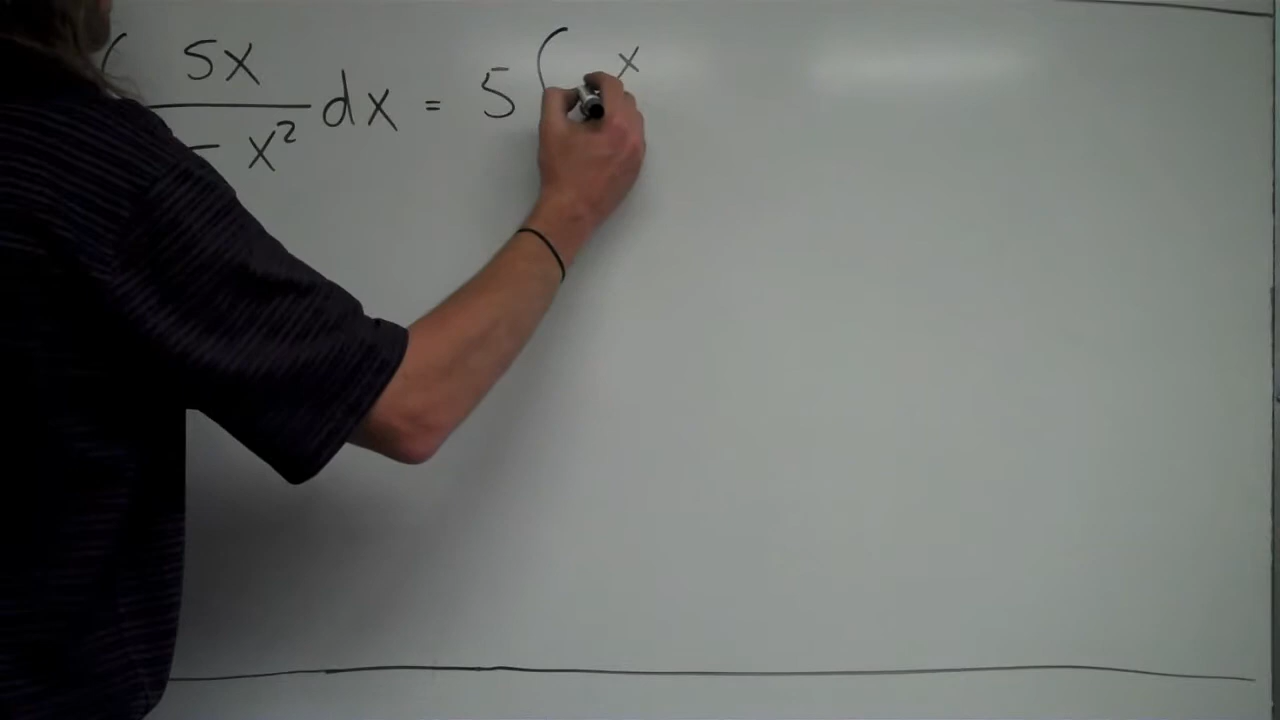 ∫ 5x / - x² dx = 5 ∫ x